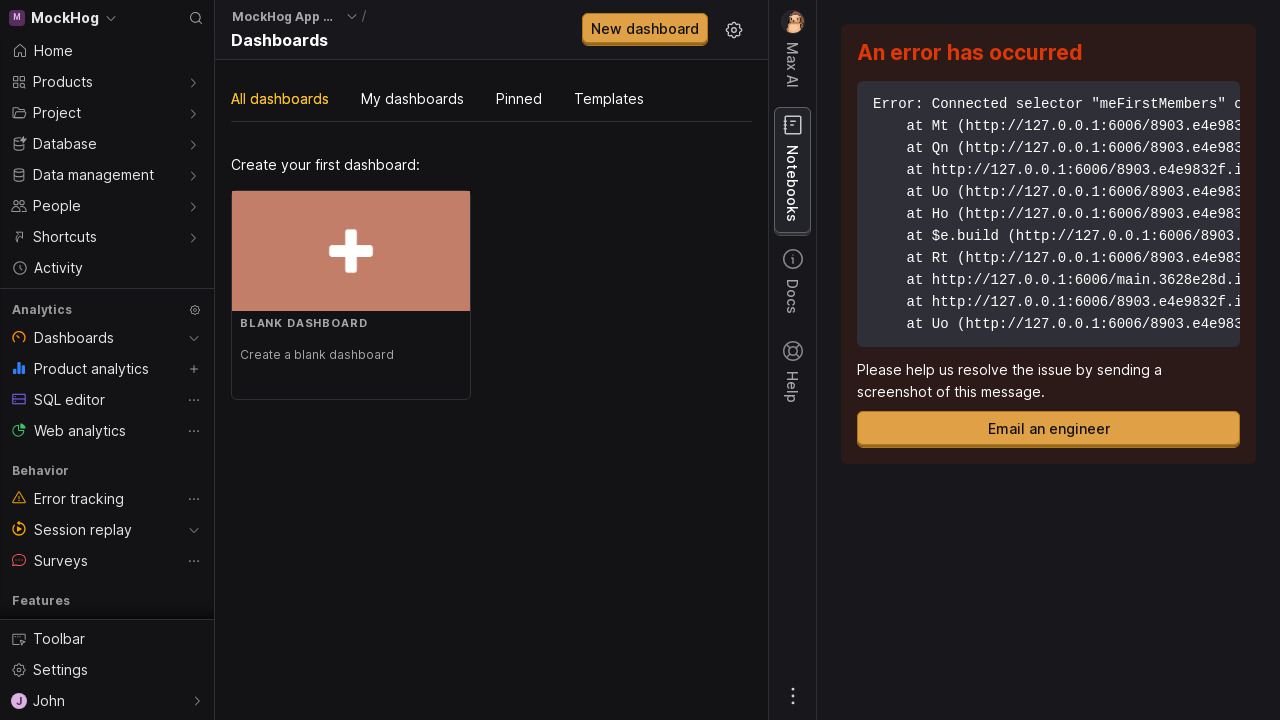 M MockHog
Home
Products
Project
Database
Data management
People
Shortcuts
Activity
Analytics
Dashboards
Product analytics
SQL editor
Web analytics
Behavior
Error tracking
Session replay
Surveys
Features
Toolbar
Settings
J John
MockHog App ... /
Dashboards
New dashboard
All dashboards
My dashboards
Pinned
Templates
Create your first dashboard:
BLANK DASHBOARD
Create a blank dashboard
Max AI
Notebooks
Docs
Help
An error has occurred
Error: Connected selector "meFirstMembers" c
at Mt (http://127.0.0.1:6006/8903.e4e983
at Qn (http://127.0.0.1:6006/8903.e4e983
at http://127.0.0.1:6006/8903.e4e9832f.i
at Uo (http://127.0.0.1:6006/8903.e4e983
at Ho (http://127.0.0.1:6006/8903.e4e983
at $e.build (http://127.0.0.1:6006/8903.
at Rt (http://127.0.0.1:6006/8903.e4e983
at http://127.0.0.1:6006/main.3628e28d.i
at http://127.0.0.1:6006/8903.e4e9832f.i
at Uo (http://127.0.0.1:6006/8903.e4e983
Please help us resolve the issue by sending a
screenshot of this message.
Email an engineer